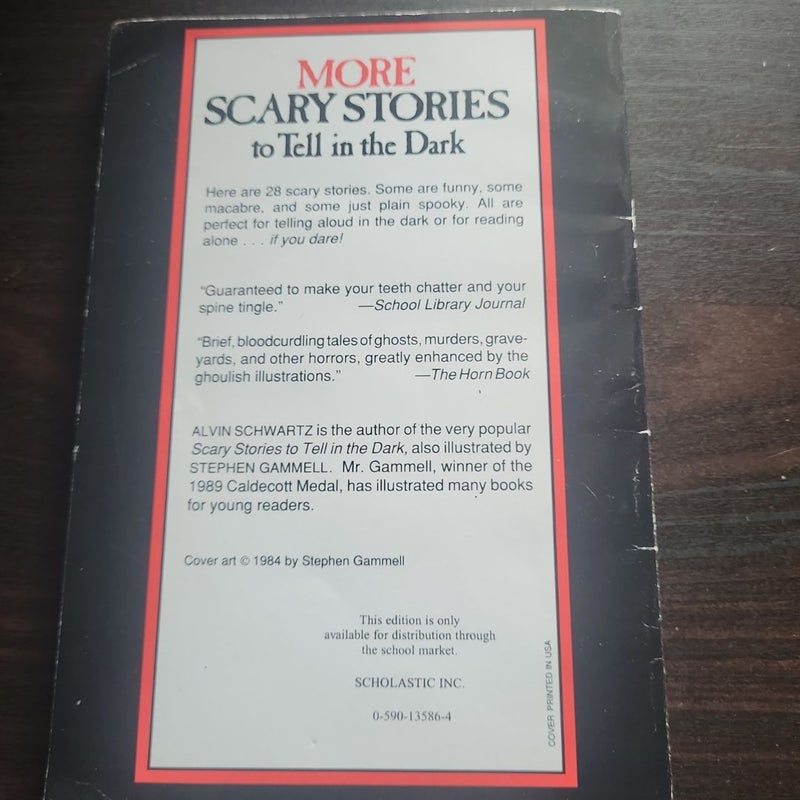 MORE
SCARY STORIES
to Tell in the Dark
Here are 28 scary stories. Some are funny, some
macabre, and some just plain spooky. All are
perfect for telling aloud in the dark or for reading
alone . . . if you dare!
“Guaranteed to make your teeth chatter and your
spine tingle.” —School Library Journal
“Brief, bloodcurdling tales of ghosts, murders, grave-
yards, and other horrors, greatly enhanced by the
ghoulish illustrations.” —The Horn Book
ALVIN SCHWARTZ is the author of the very popular
Scary Stories to Tell in the Dark, also illustrated by
STEPHEN GAMMELL. Mr. Gammell, winner of the
1989 Caldecott Medal, has illustrated many books
for young readers.
Cover art © 1984 by Stephen Gammell
This edition is only
available for distribution through
the school market.
SCHOLASTIC INC.
0-590-13586-4
COVER PRINTED IN USA